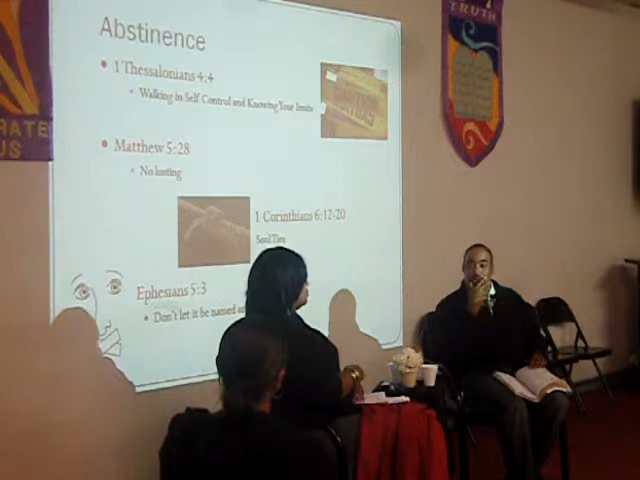 Abstinence
TRUTH
• 1 Thessalonians 4:4
◦ Walking in Self Control and Knowing Your limits
CAUTION
RATE
US
• Matthew 5:28
◦ No lusting
1 Corinthians 6:12-20
Soul Ties
Ephesians 5:3
• Don't let it be named